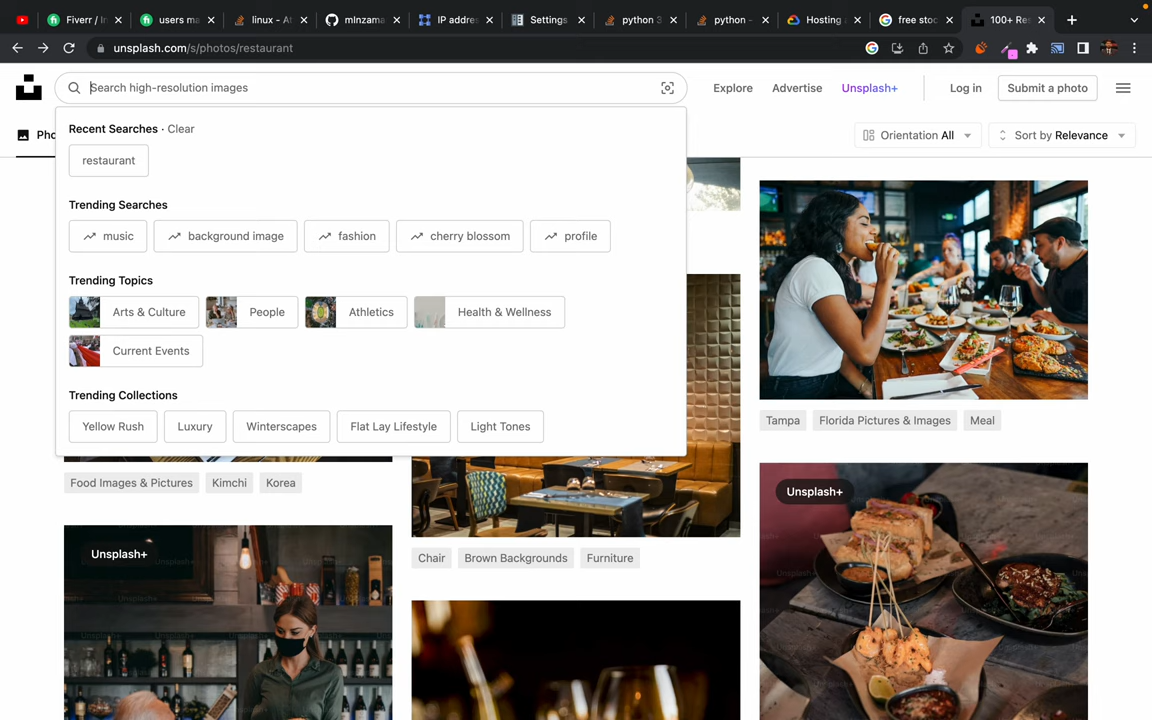 Fiverr / In
users ma
linux - A
mlnzama
IP addre
Settings
python 3
python -
Hosting a
free stoc
100+ Res
unsplash.com/s/photos/restaurant
Search high-resolution images
Explore
Advertise
Unsplash+
Log in
Submit a photo
Pho
Orientation All
Sort by Relevance
Recent Searches · Clear
restaurant
Trending Searches
music
background image
fashion
cherry blossom
profile
Trending Topics
Arts & Culture
People
Athletics
Health & Wellness
Current Events
Trending Collections
Yellow Rush
Luxury
Winterscapes
Flat Lay Lifestyle
Light Tones
Food Images & Pictures
Kimchi
Korea
Unsplash+
Chair
Brown Backgrounds
Furniture
Tampa
Florida Pictures & Images
Meal
Unsplash+